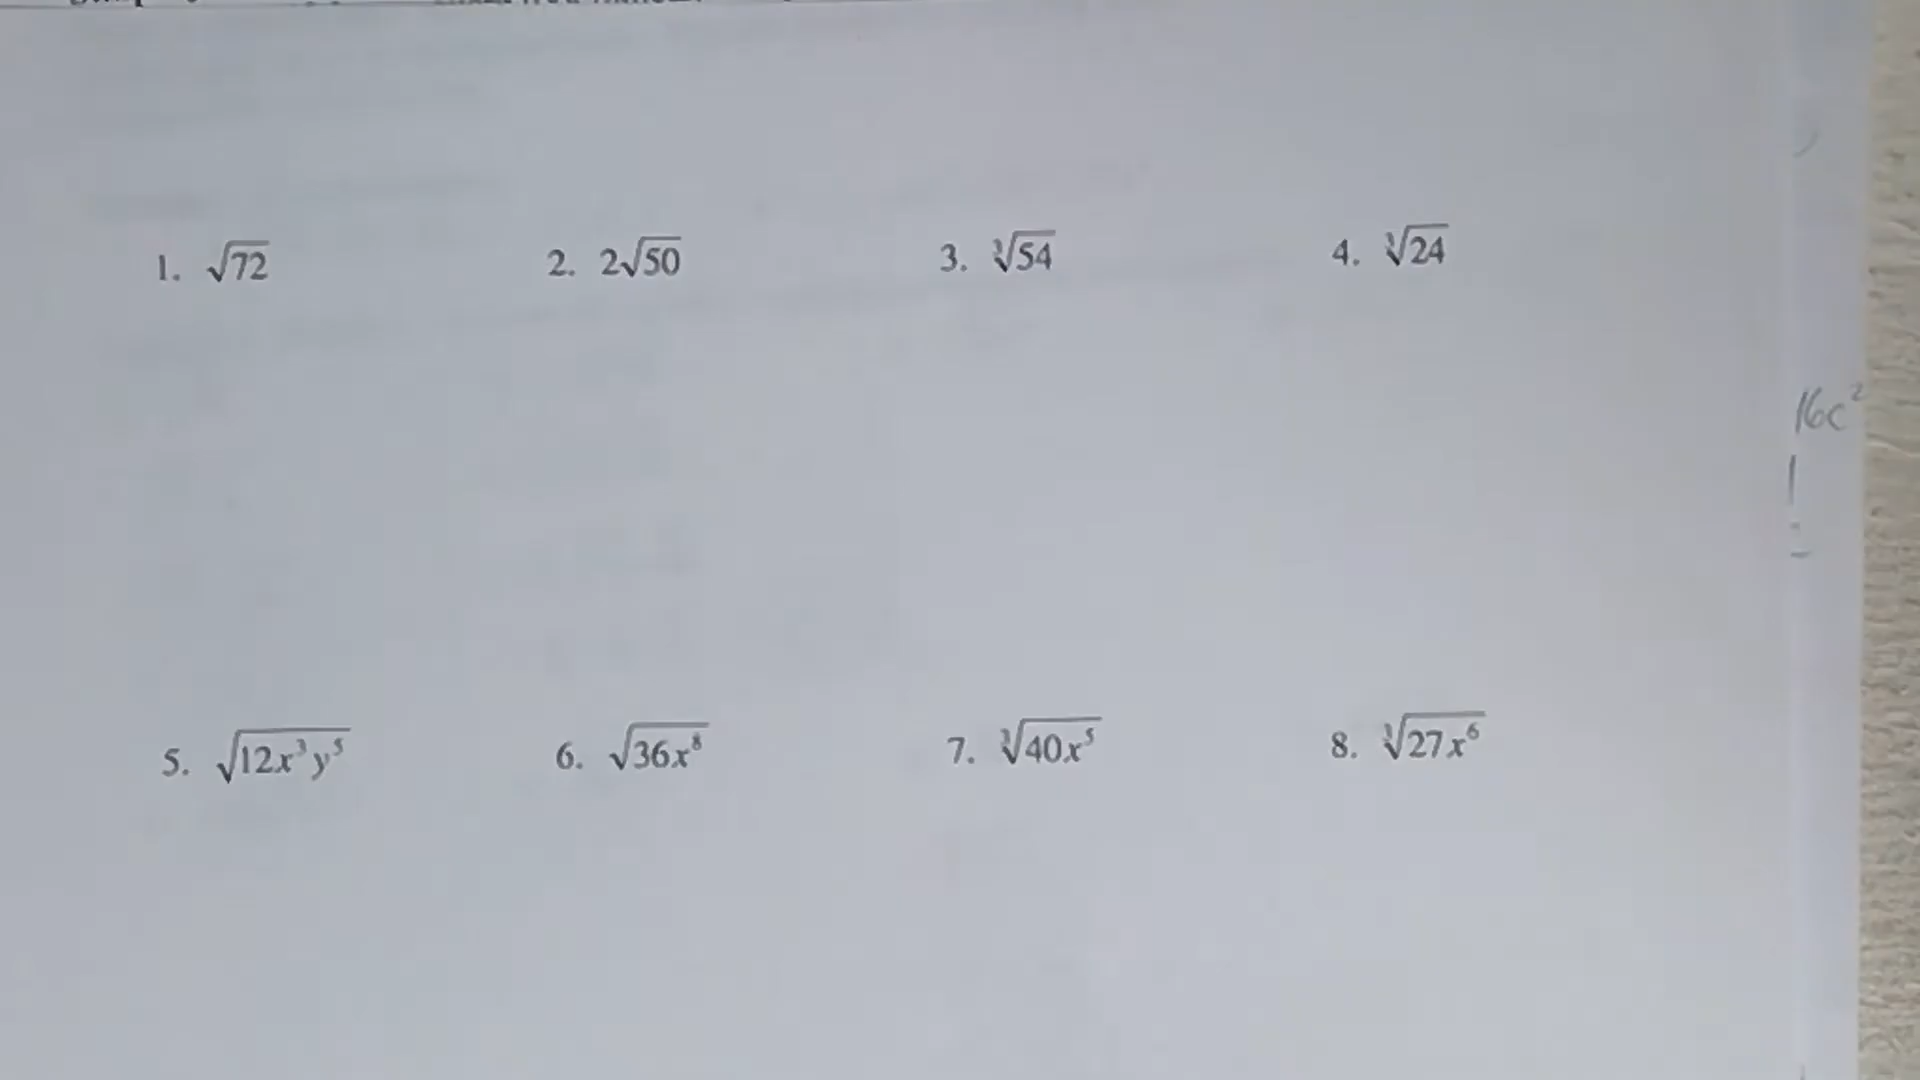 1. √72 2. 2√50 3. ∛54 4. ∛24
16c²
5. √12x³y⁵ 6. √36x⁸ 7. ∛40x⁵ 8. ∛27x⁶